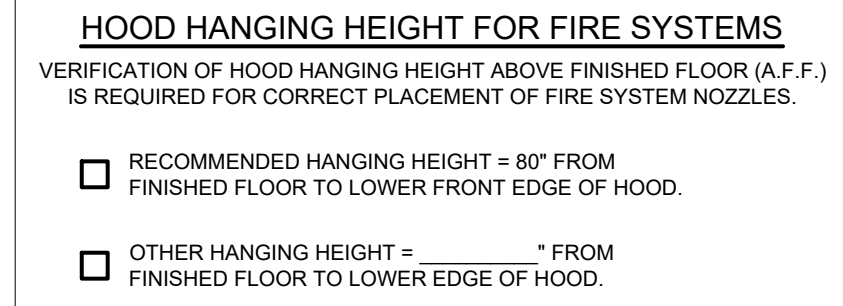 HOOD HANGING HEIGHT FOR FIRE SYSTEMS
VERIFICATION OF HOOD HANGING HEIGHT ABOVE FINISHED FLOOR (A.F.F.)
IS REQUIRED FOR CORRECT PLACEMENT OF FIRE SYSTEM NOZZLES.
RECOMMENDED HANGING HEIGHT = 80" FROM
FINISHED FLOOR TO LOWER FRONT EDGE OF HOOD.
OTHER HANGING HEIGHT = __________" FROM
FINISHED FLOOR TO LOWER EDGE OF HOOD.